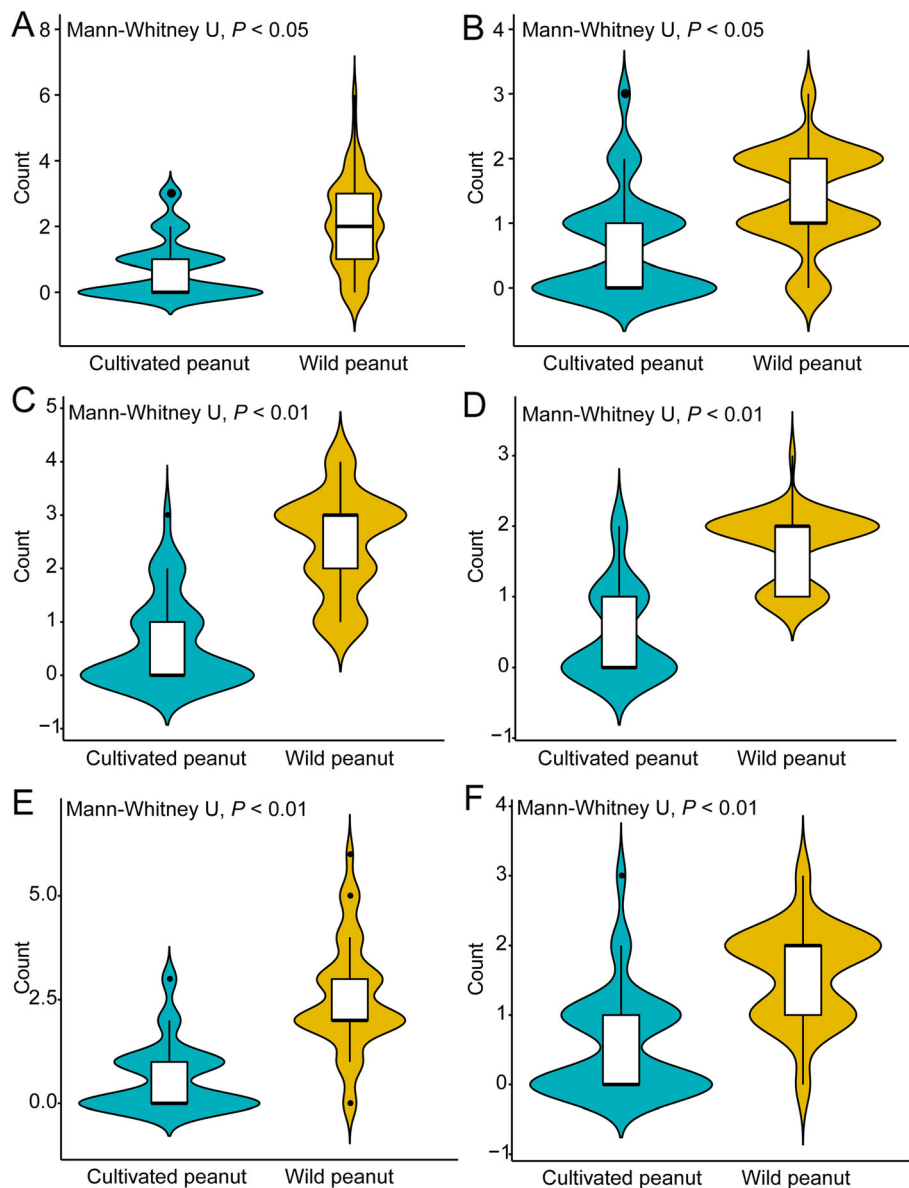 A
Mann-Whitney U, P < 0.05
8
6
4
2
0
Count
Cultivated peanut
Wild peanut
B
Mann-Whitney U, P < 0.05
4
3
2
1
0
Count
Cultivated peanut
Wild peanut
C
Mann-Whitney U, P < 0.01
5
4
3
2
1
0
−1
Count
Cultivated peanut
Wild peanut
D
Mann-Whitney U, P < 0.01
3
2
1
0
−1
Count
Cultivated peanut
Wild peanut
E
Mann-Whitney U, P < 0.01
5.0
2.5
0.0
Count
Cultivated peanut
Wild peanut
F
Mann-Whitney U, P < 0.01
4
3
2
1
0
−1
Count
Cultivated peanut
Wild peanut